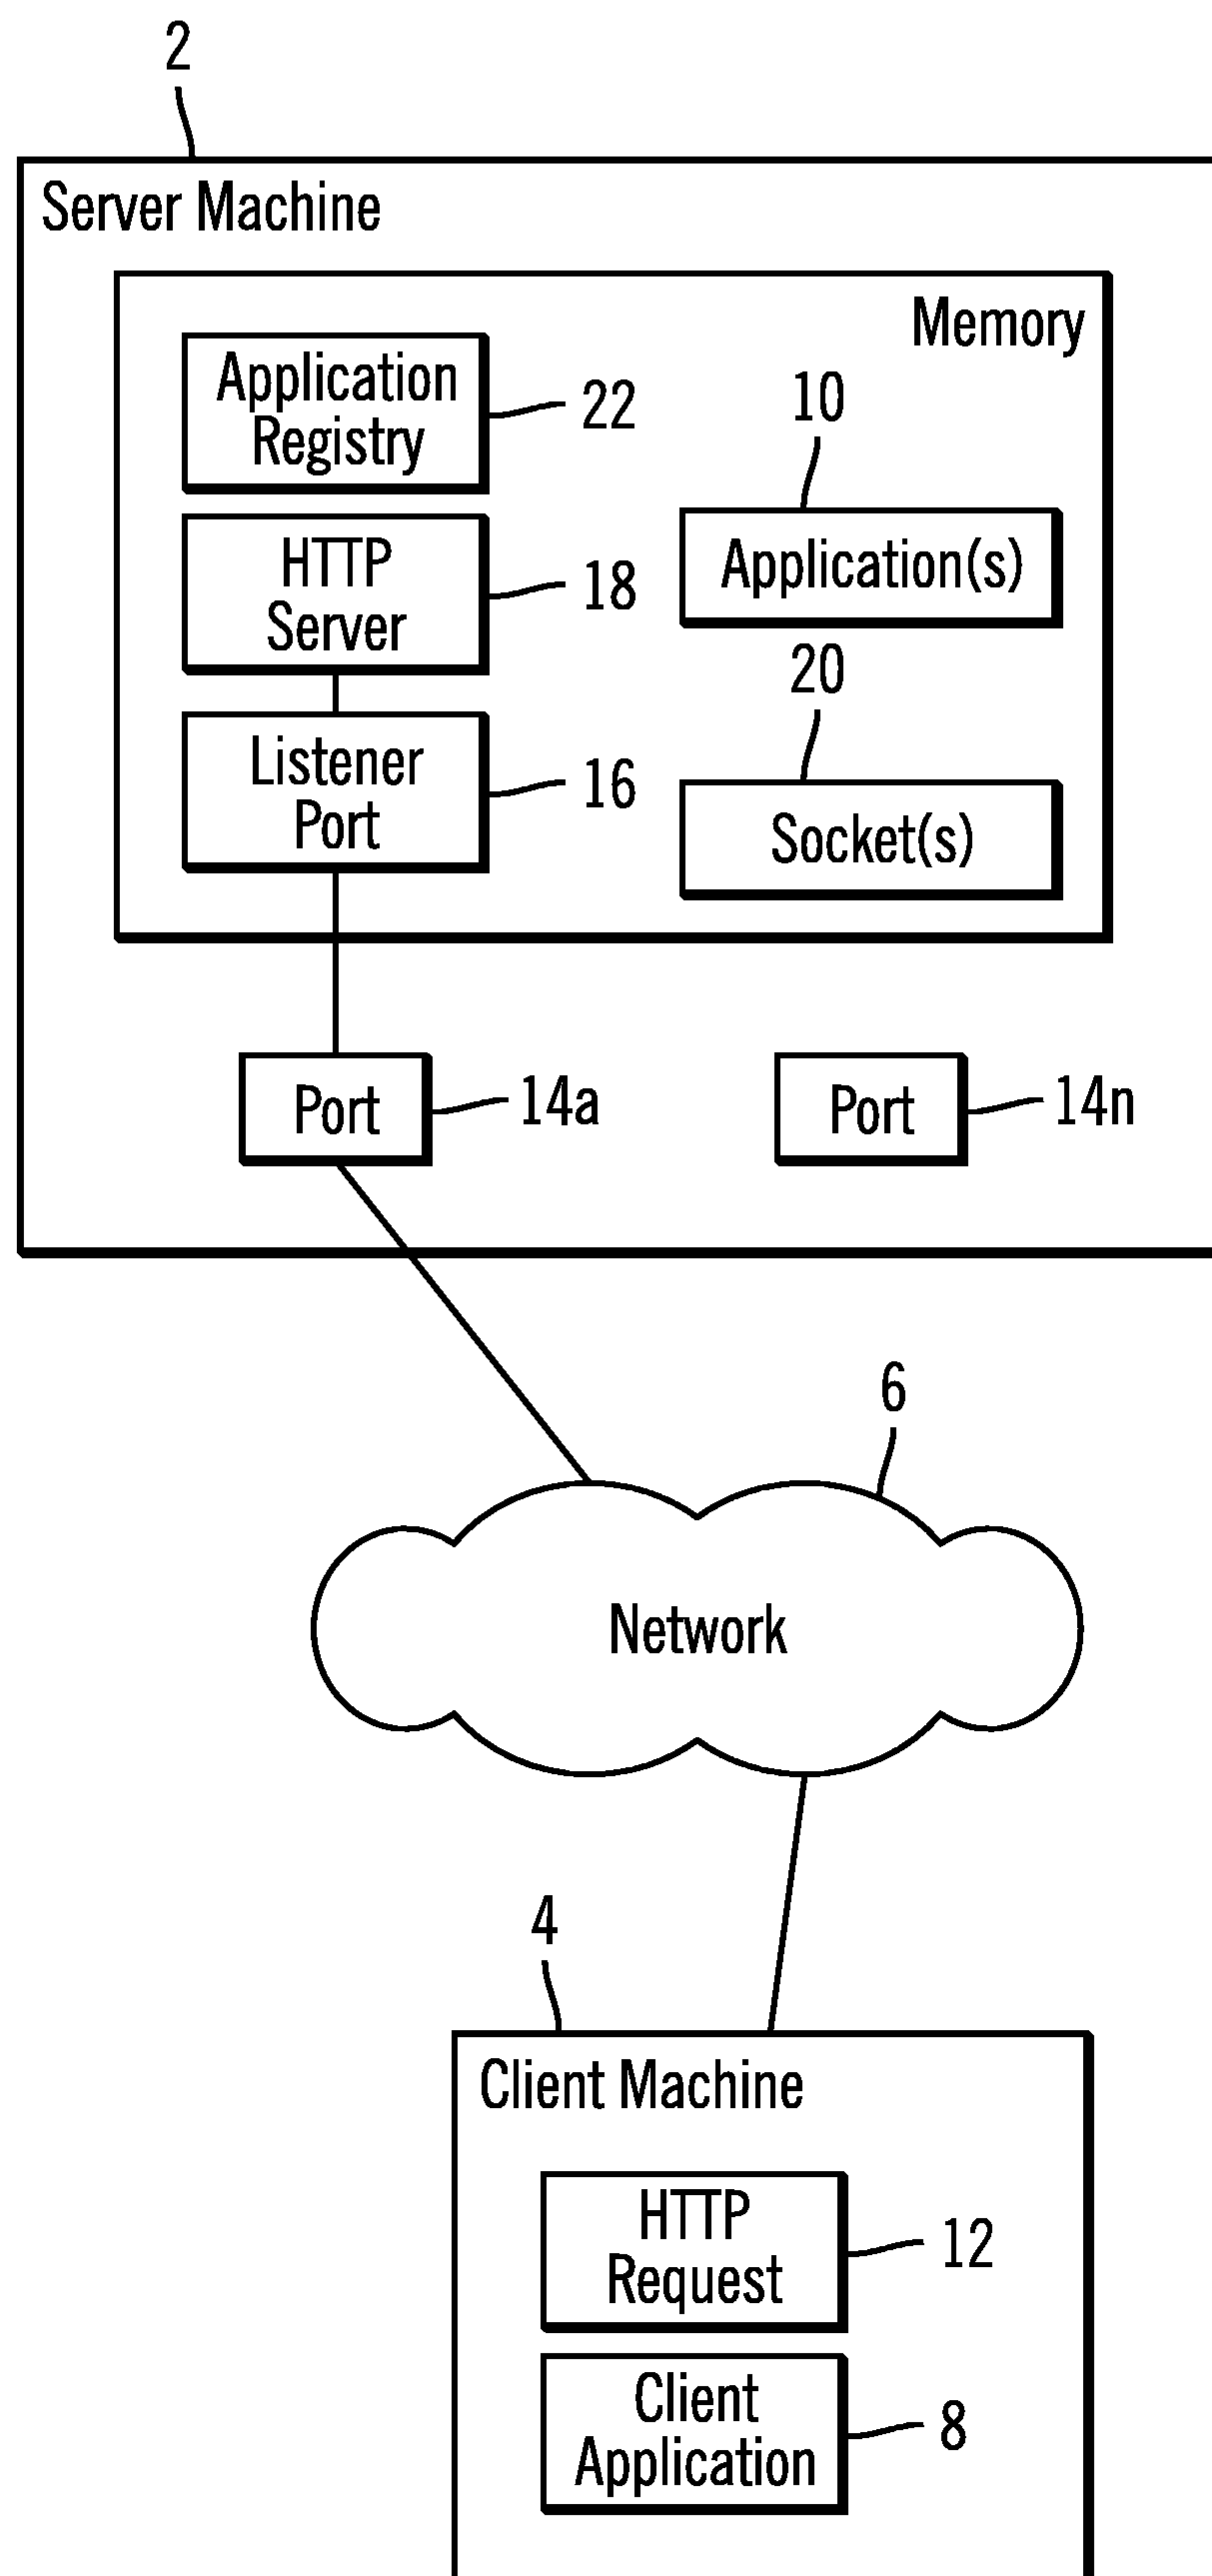 2
Server Machine
Memory
Application
Registry
22
10
HTTP
Server
18
Application(s)
20
Listener
Port
16
Socket(s)
Port
14a
Port
14n
6
Network
4
Client Machine
HTTP
Request
12
Client
Application
8